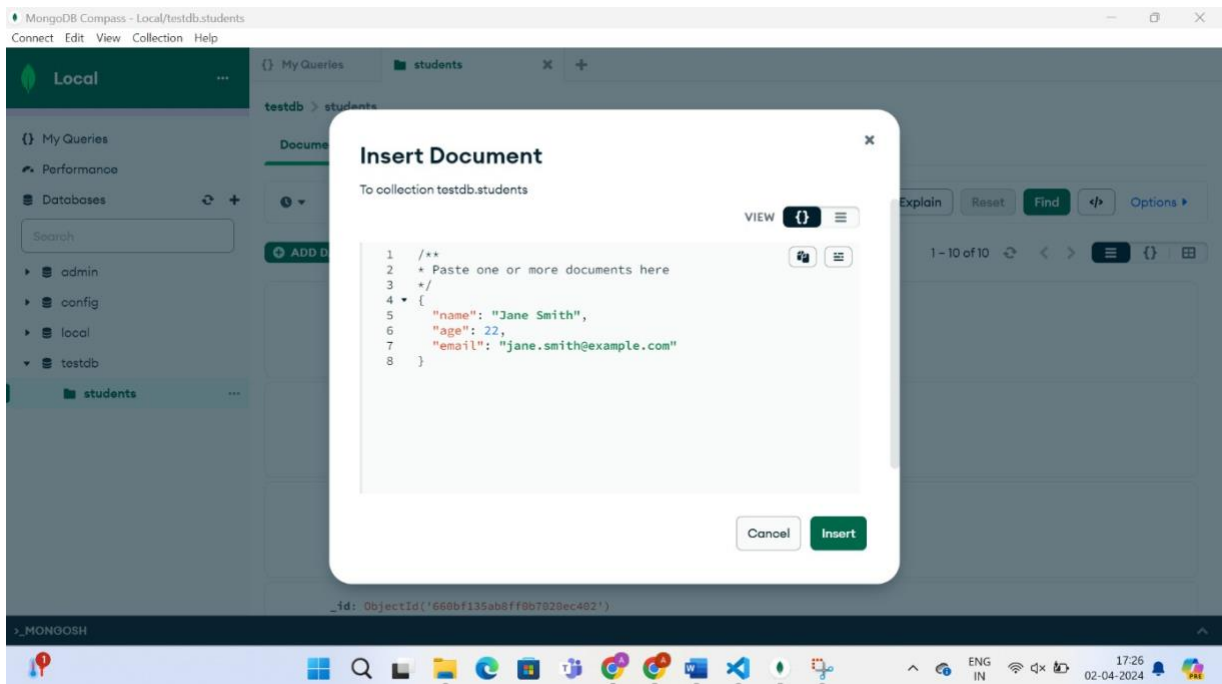 MongoDB Compass - Local/testdb.students
Connect Edit View Collection Help
Local
{} My Queries
Performance
Databases
Search
admin
config
local
testdb
students
{} My Queries students
testdb > students
Docume
Explain Reset Find </> Options
ADD D
1 – 10 of 10
Insert Document
To collection testdb.students
VIEW {}
1 /**
2 * Paste one or more documents here
3 */
4 {
5 "name": "Jane Smith",
6 "age": 22,
7 "email": "jane.smith@example.com"
8 }
Cancel Insert
>_MONGOSH
ENG
IN
17:26
02-04-2024
PRE